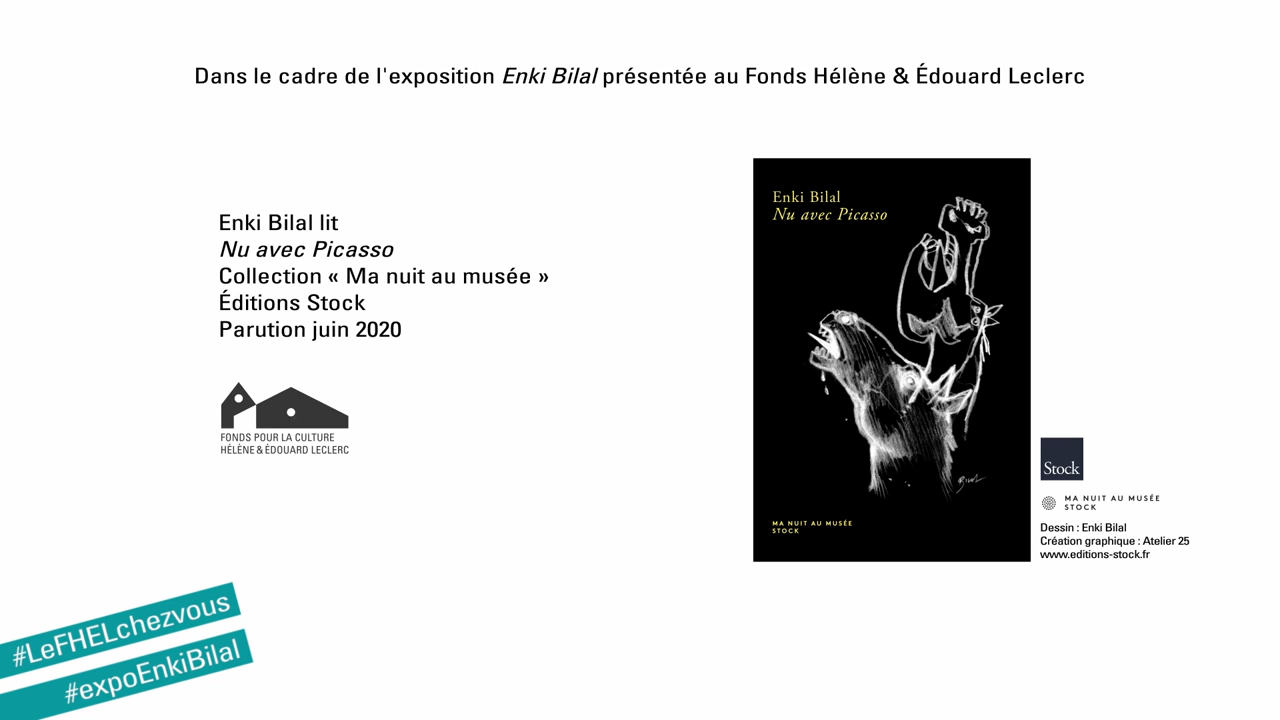 Dans le cadre de l'exposition Enki Bilal présentée au Fonds Hélène & Édouard Leclerc
Enki Bilal lit
Nu avec Picasso
Collection « Ma nuit au musée »
Éditions Stock
Parution juin 2020
FONDS POUR LA CULTURE
HÉLÈNE & ÉDOUARD LECLERC
Enki Bilal
Nu avec Picasso
BILAL
MA NUIT AU MUSÉE
STOCK
Stock
MA NUIT AU MUSÉE
STOCK
Dessin : Enki Bilal
Création graphique : Atelier 25
www.editions-stock.fr
#LeFHELchezvous
#expoEnkiBilal